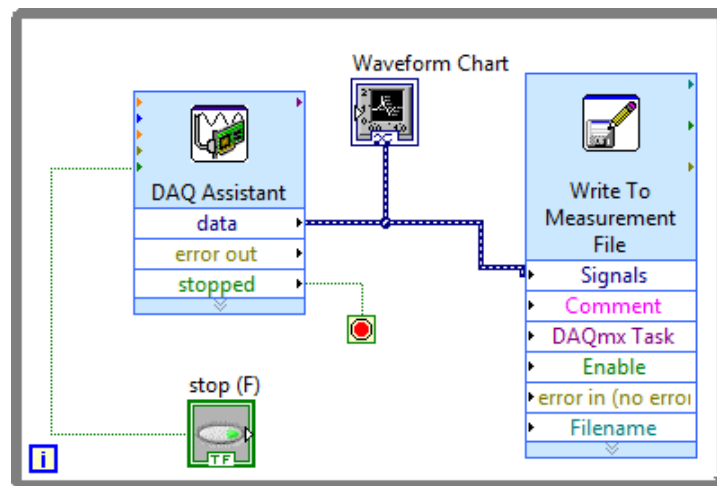 Waveform Chart
DAQ Assistant
data
error out
stopped
stop (F)
TF
i
Write To
Measurement
File
Signals
Comment
DAQmx Task
Enable
error in (no error
Filename